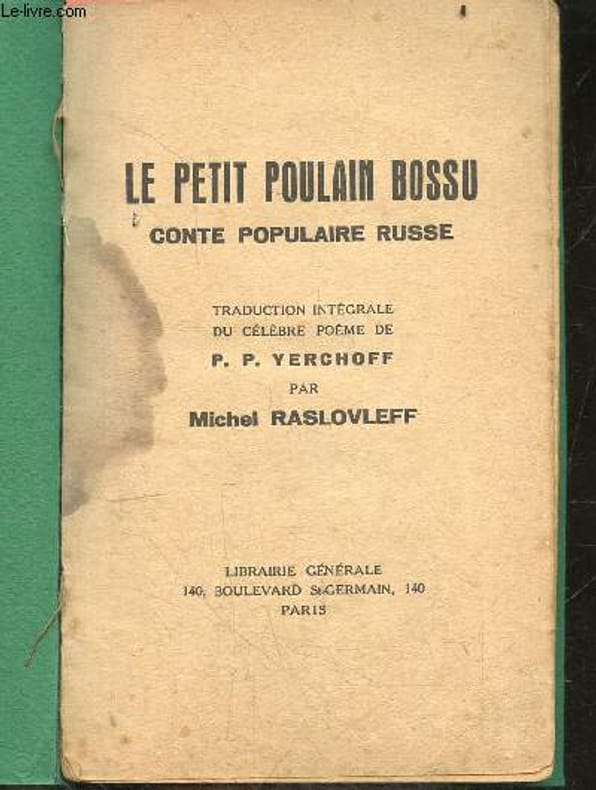 Le-livre.com
LE PETIT POULAIN BOSSU
CONTE POPULAIRE RUSSE
TRADUCTION INTÉGRALE
DU CÉLÈBRE POÈME DE
P. P. YERCHOFF
PAR
Michel RASLOVLEFF
LIBRAIRIE GÉNÉRALE
140, BOULEVARD St-GERMAIN, 140
PARIS